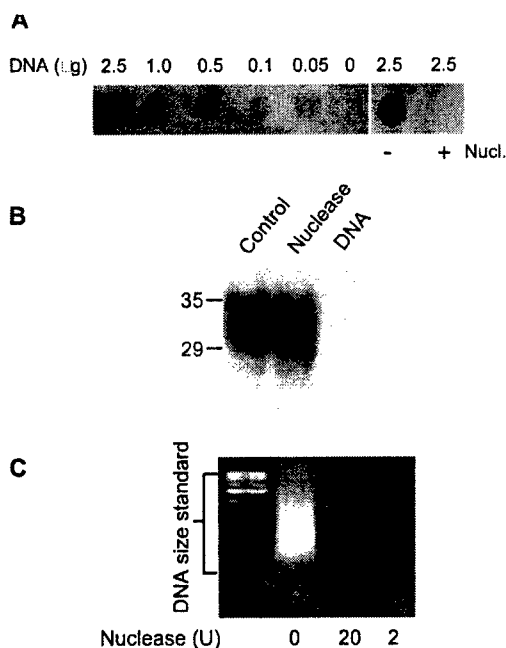 A
DNA (µg) 2.5 1.0 0.5 0.1 0.05 0 2.5 2.5
- + Nucl.
B
Control Nuclease DNA
35
29
C
DNA size standard
Nuclease (U) 0 20 2